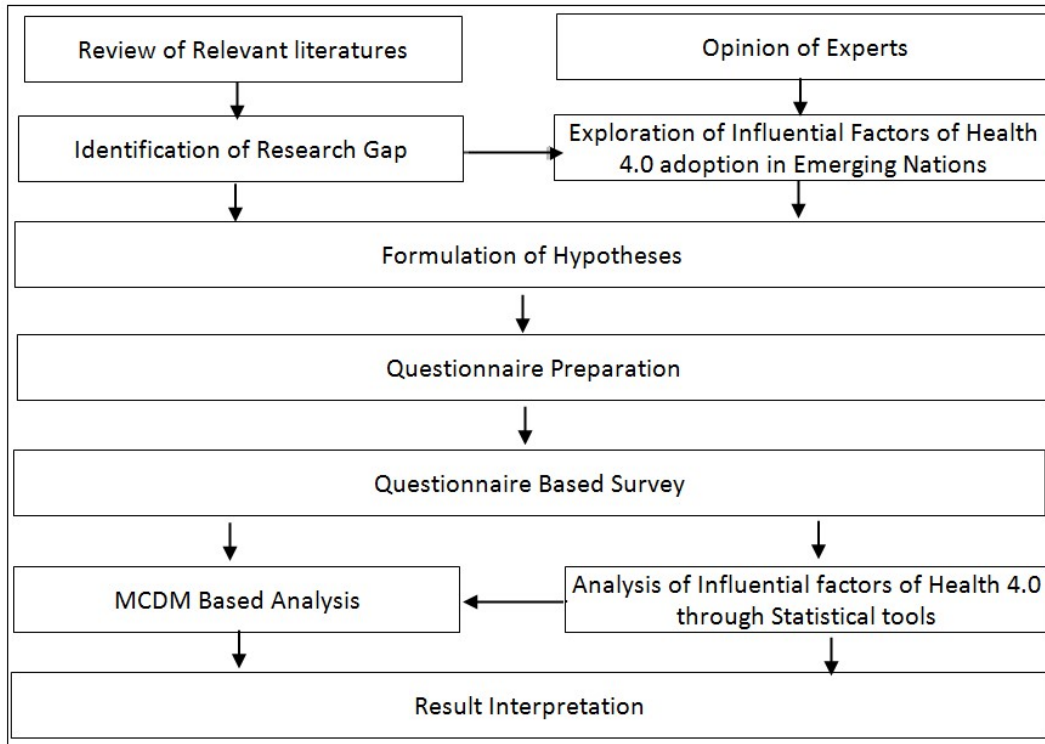 Review of Relevant literatures
Opinion of Experts
Identification of Research Gap
Exploration of Influential Factors of Health
4.0 adoption in Emerging Nations
Formulation of Hypotheses
Questionnaire Preparation
Questionnaire Based Survey
MCDM Based Analysis
Analysis of Influential factors of Health 4.0
through Statistical tools
Result Interpretation